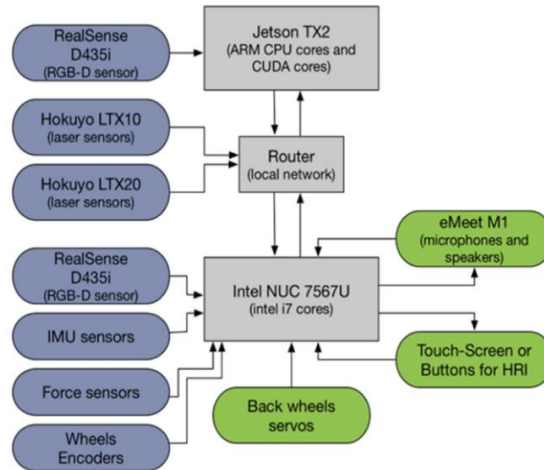 RealSense
D435i
(RGB-D sensor)
Jetson TX2
(ARM CPU cores and
CUDA cores)
Hokuyo LTX10
(laser sensors)
Router
(local network)
Hokuyo LTX20
(laser sensors)
eMeet M1
(microphones and
speakers)
RealSense
D435i
(RGB-D sensor)
Intel NUC 7567U
(intel i7 cores)
IMU sensors
Touch-Screen or
Buttons for HRI
Force sensors
Back wheels
servos
Wheels
Encoders